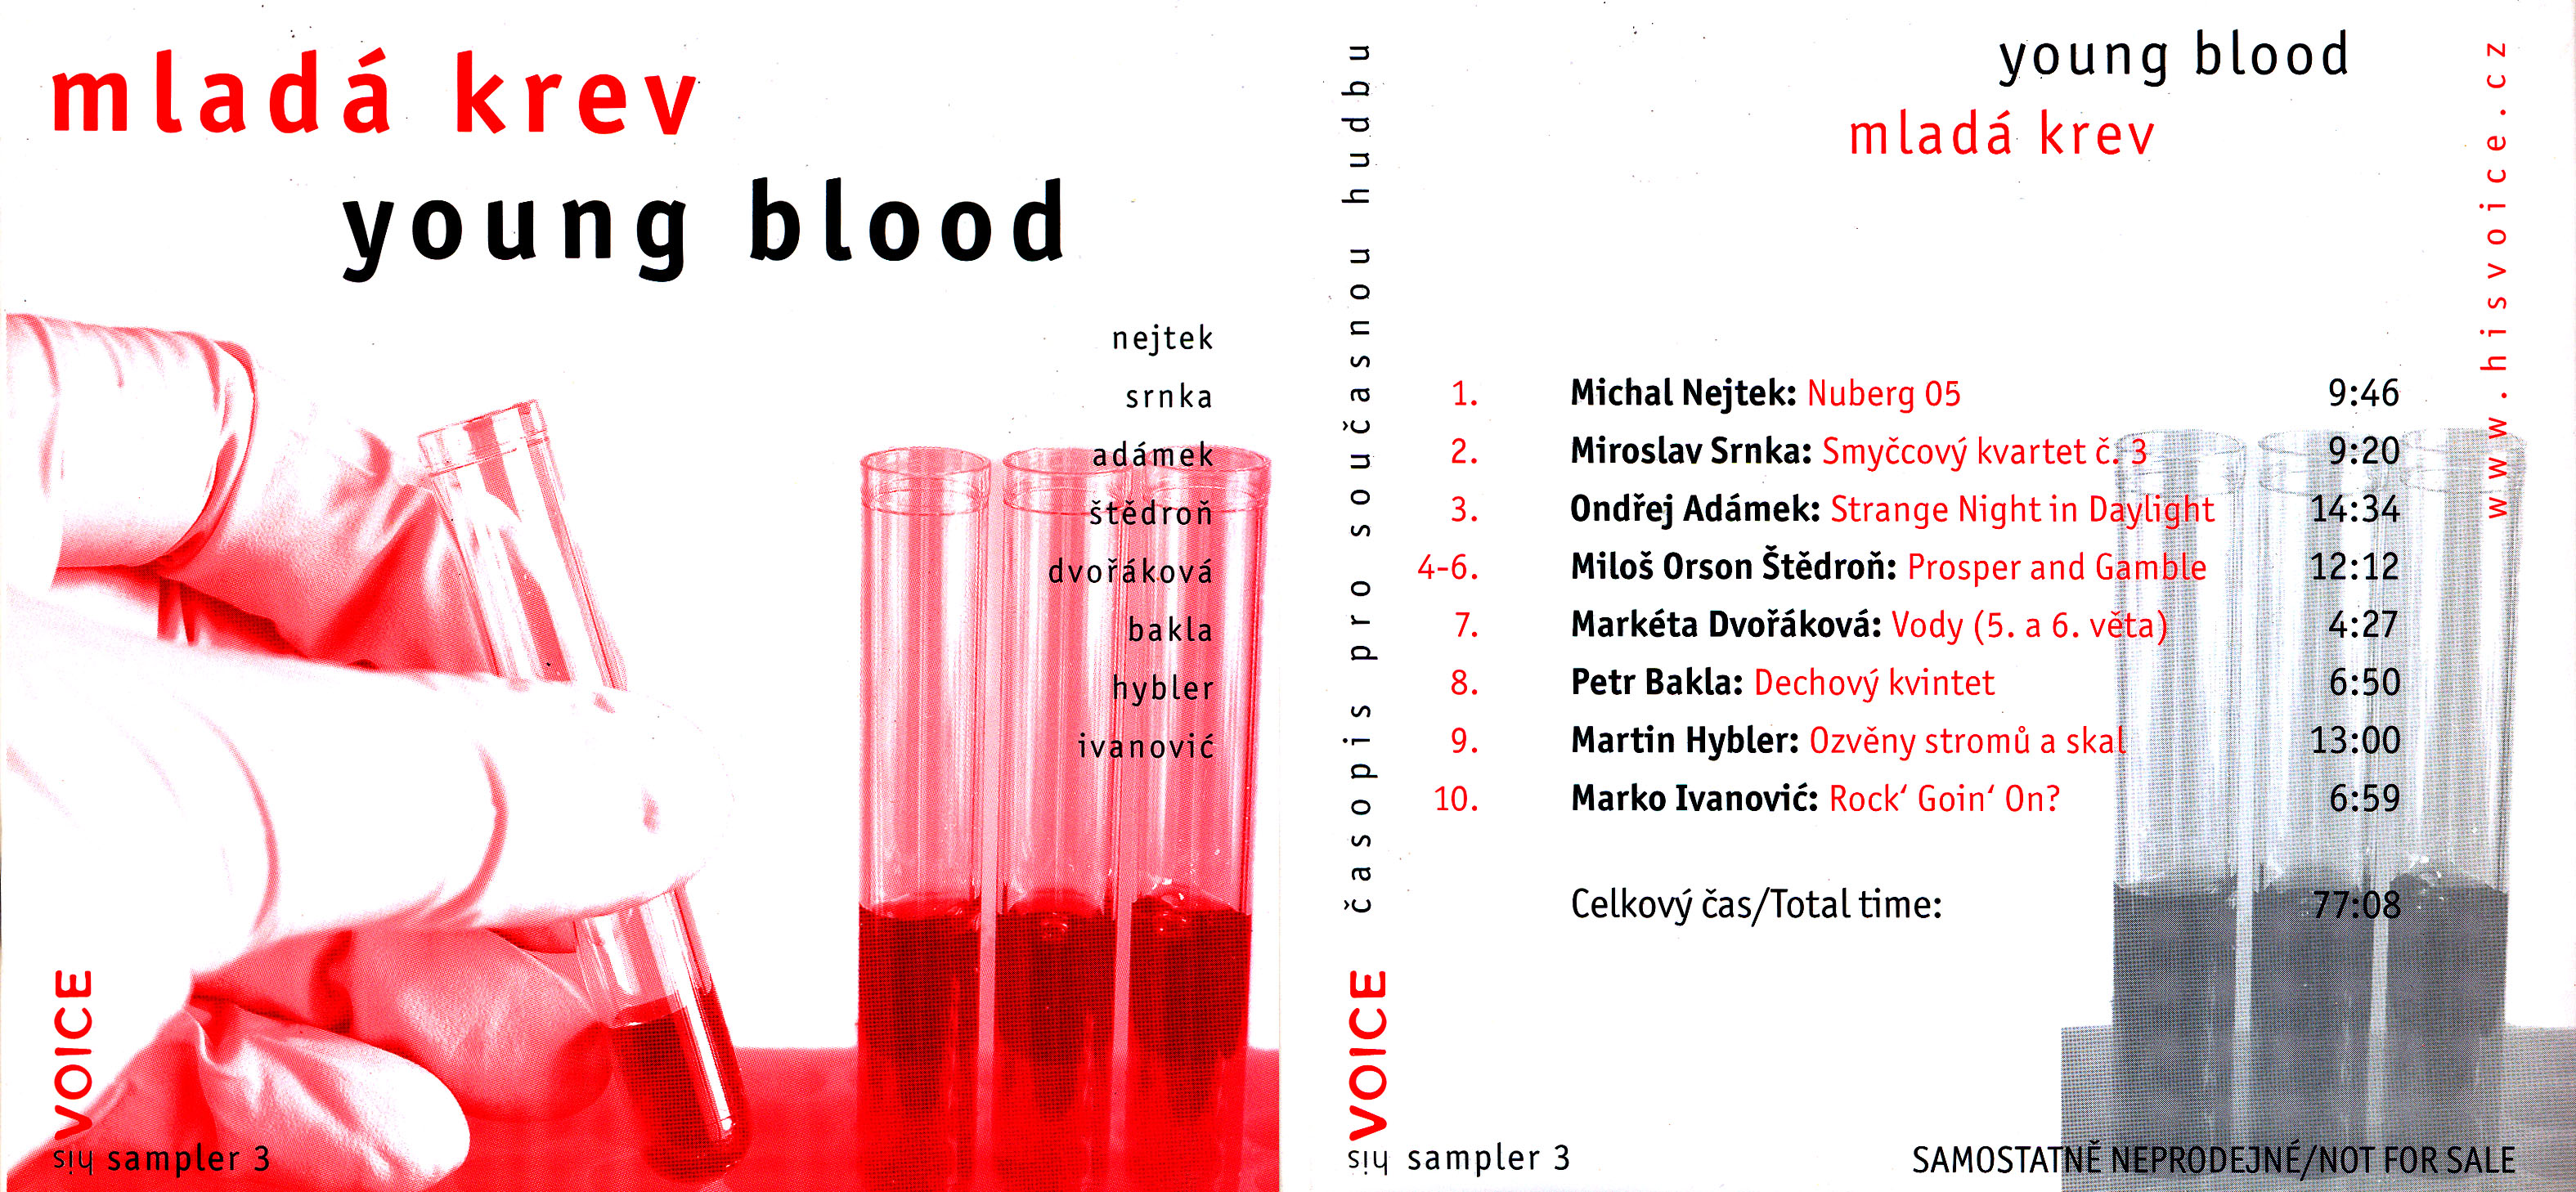 mladá krev
young blood
nejtek
srnka
adámek
štědroň
dvořáková
bakla
hybler
ivanović
VOICE
his sampler 3
časopis pro současnou hudbu
VOICE
his sampler 3
young blood
mladá krev
www.hisvoice.cz
1. Michal Nejtek: Nuberg 05 9:46
2. Miroslav Srnka: Smyčcový kvartet č. 3 9:20
3. Ondřej Adámek: Strange Night in Daylight 14:34
4-6. Miloš Orson Štědroň: Prosper and Gamble 12:12
7. Markéta Dvořáková: Vody (5. a 6. věta) 4:27
8. Petr Bakla: Dechový kvintet 6:50
9. Martin Hybler: Ozvěny stromů a skal 13:00
10. Marko Ivanović: Rock‘ Goin‘ On? 6:59
Celkový čas/Total time: 77:08
SAMOSTATNĚ NEPRODEJNÉ/NOT FOR SALE